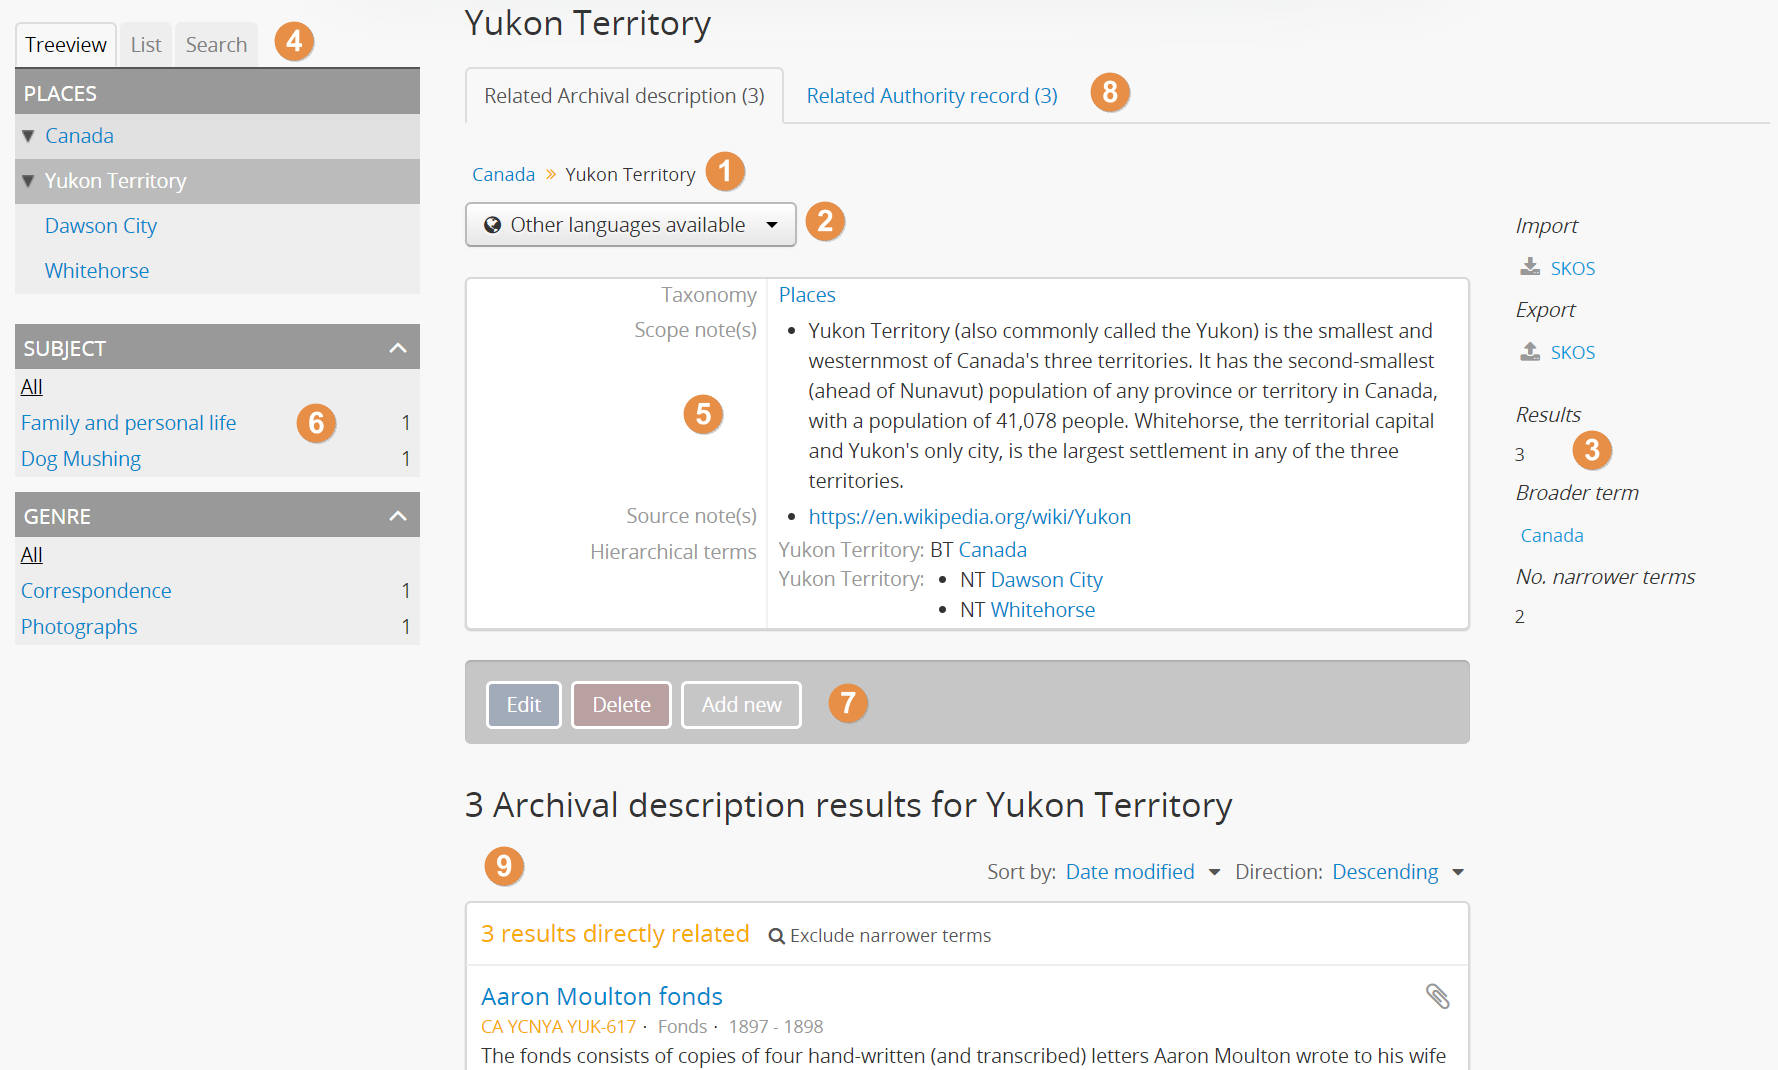 Treeview List Search 4
PLACES
Canada
Yukon Territory
Dawson City
Whitehorse
SUBJECT
All
Family and personal life 6 1
Dog Mushing 1
GENRE
All
Correspondence 1
Photographs 1
Yukon Territory
Related Archival description (3) Related Authority record (3) 8
Canada » Yukon Territory 1
Other languages available 2
Taxonomy Places
Scope note(s) • Yukon Territory (also commonly called the Yukon) is the smallest and
westernmost of Canada's three territories. It has the second-smallest
(ahead of Nunavut) population of any province or territory in Canada,
5 with a population of 41,078 people. Whitehorse, the territorial capital
and Yukon's only city, is the largest settlement in any of the three
territories.
Source note(s) • https://en.wikipedia.org/wiki/Yukon
Hierarchical terms Yukon Territory: BT Canada
Yukon Territory: • NT Dawson City
• NT Whitehorse
Edit Delete Add new 7
3 Archival description results for Yukon Territory
9 Sort by: Date modified Direction: Descending
3 results directly related Exclude narrower terms
Aaron Moulton fonds
CA YCNYA YUK-617 · Fonds · 1897 - 1898
The fonds consists of copies of four hand-written (and transcribed) letters Aaron Moulton wrote to his wife
Import
SKOS
Export
SKOS
Results
3 3
Broader term
Canada
No. narrower terms
2